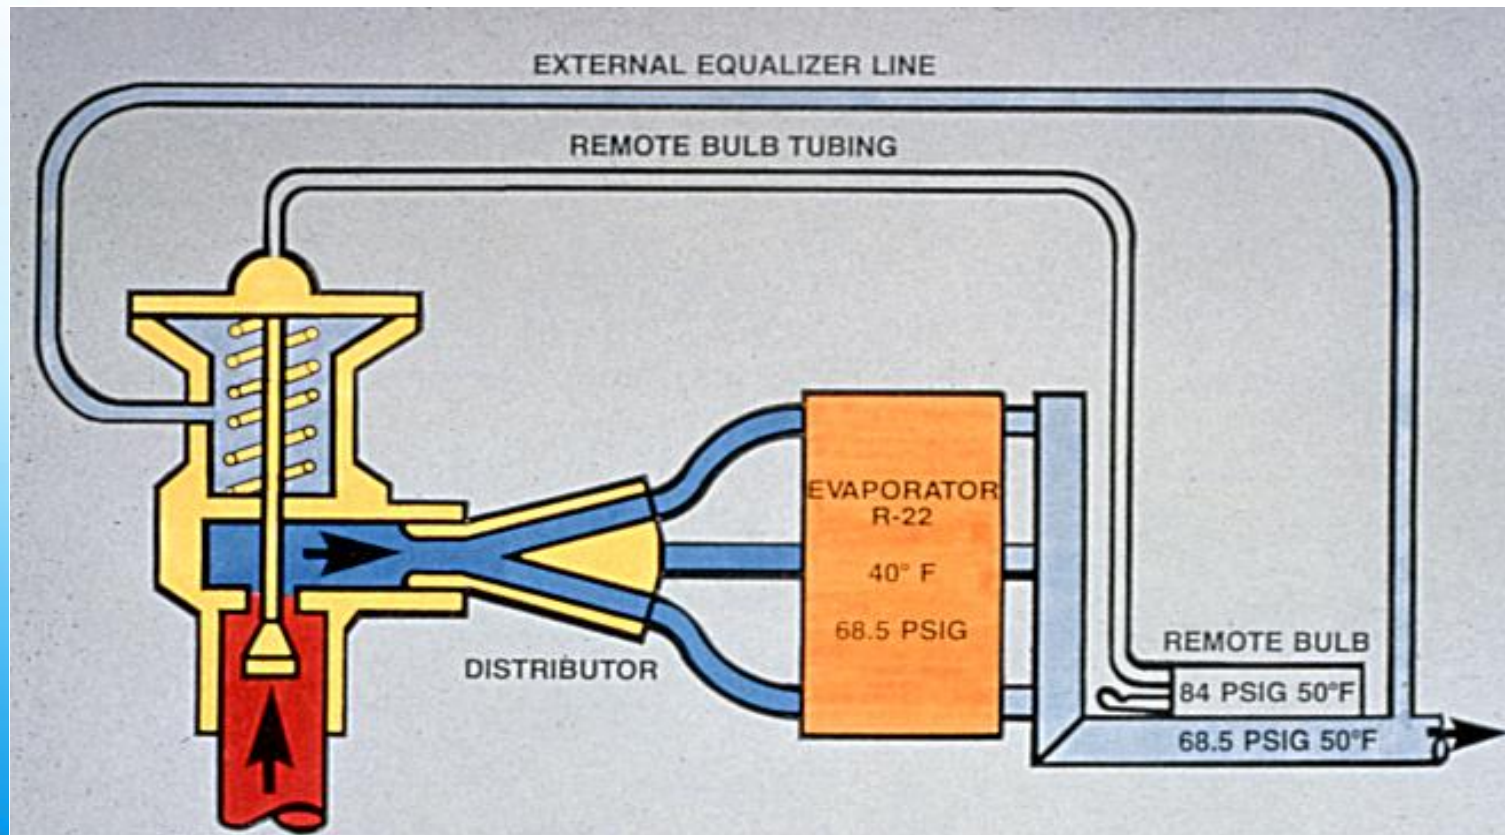 EXTERNAL EQUALIZER LINE
REMOTE BULB TUBING
EVAPORATOR
R-22
40° F
68.5 PSIG
DISTRIBUTOR
REMOTE BULB
84 PSIG 50°F
68.5 PSIG 50°F